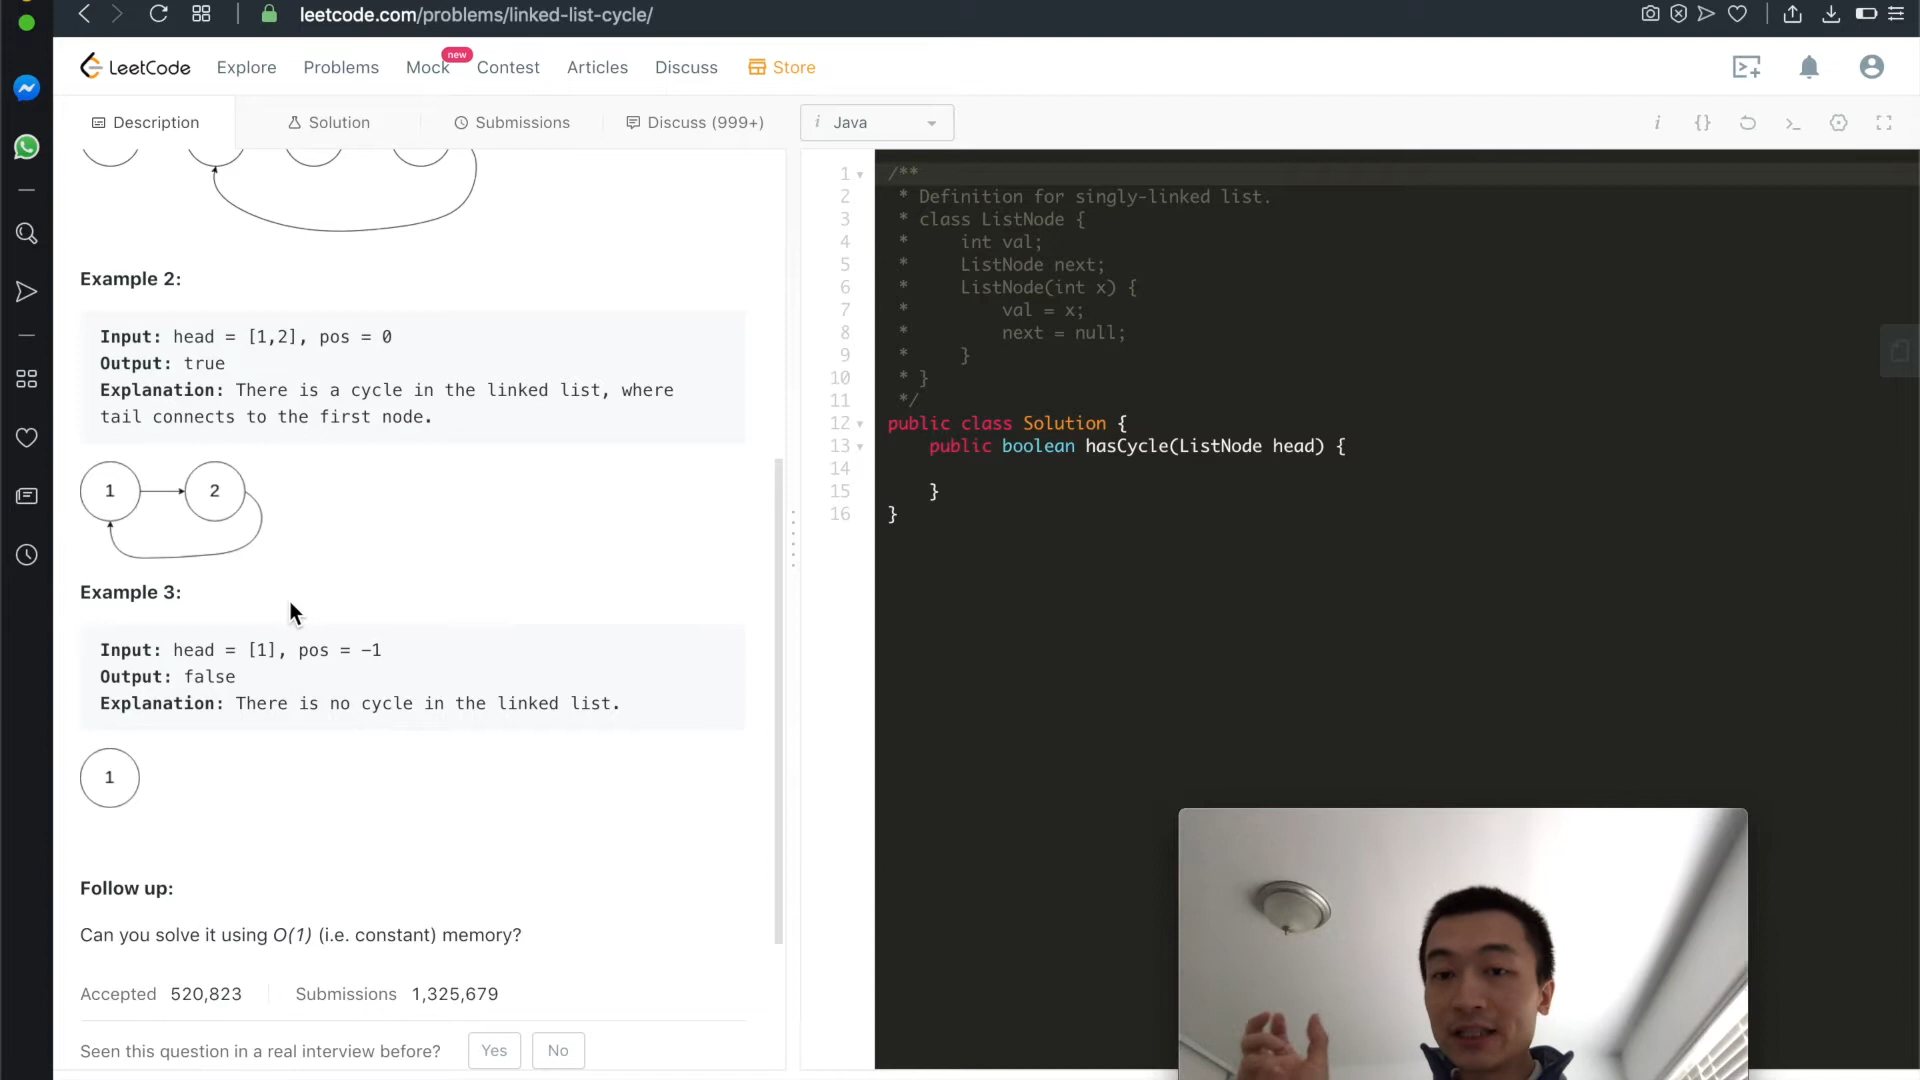 leetcode.com/problems/linked-list-cycle/
LeetCode
Explore
Problems
Mock
new
Contest
Articles
Discuss
Store
Description
Solution
Submissions
Discuss (999+)
i Java
i
{}
Example 2:
Input: head = [1,2], pos = 0
Output: true
Explanation: There is a cycle in the linked list, where
tail connects to the first node.
1
2
Example 3:
Input: head = [1], pos = -1
Output: false
Explanation: There is no cycle in the linked list.
1
Follow up:
Can you solve it using O(1) (i.e. constant) memory?
Accepted 520,823
Submissions 1,325,679
Seen this question in a real interview before?
Yes
No
1 /**
2 * Definition for singly-linked list.
3 * class ListNode {
4 *     int val;
5 *     ListNode next;
6 *     ListNode(int x) {
7 *         val = x;
8 *         next = null;
9 *     }
10 * }
11 */
12 public class Solution {
13     public boolean hasCycle(ListNode head) {
14
15     }
16 }